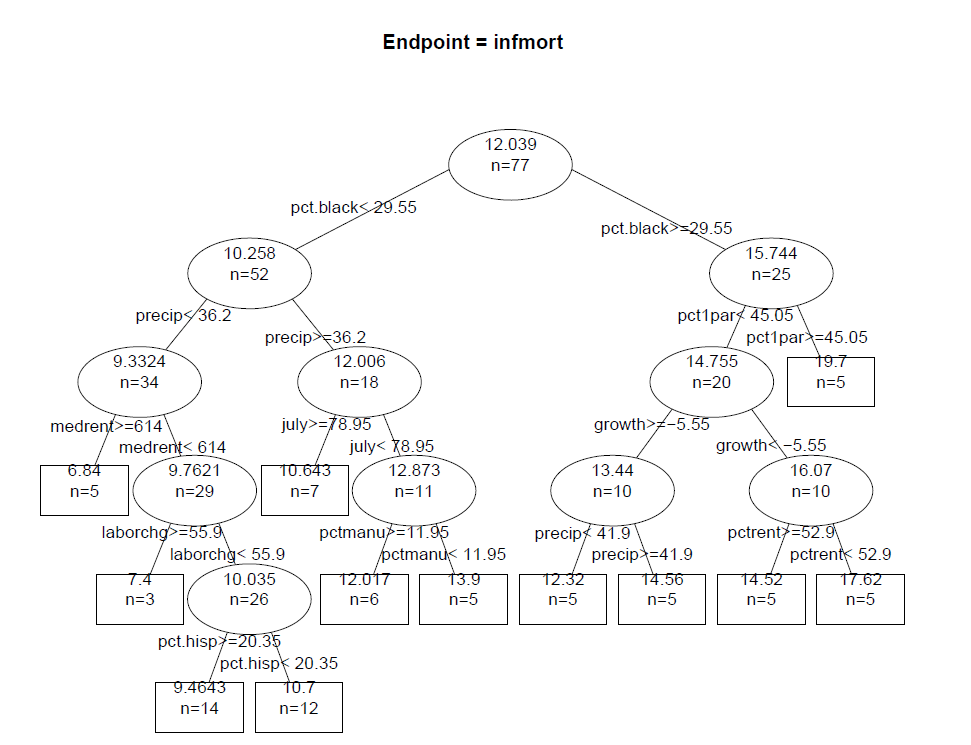 Endpoint = infmort
12.039
n=77
pct.black< 29.55
pct.black>=29.55
10.258
n=52
15.744
n=25
precip< 36.2
precip>=36.2
pct1par< 45.05
pct1par>=45.05
9.3324
n=34
12.006
n=18
14.755
n=20
19.7
n=5
medrent>=614
medrent< 614
july>=78.95
july< 78.95
growth>=−5.55
growth< −5.55
6.84
n=5
9.7621
n=29
10.643
n=7
12.873
n=11
13.44
n=10
16.07
n=10
laborchg>=55.9
laborchg< 55.9
pctmanu>=11.95
pctmanu< 11.95
precip< 41.9
precip>=41.9
pctrent>=52.9
pctrent< 52.9
7.4
n=3
10.035
n=26
12.017
n=6
13.9
n=5
12.32
n=5
14.56
n=5
14.52
n=5
17.62
n=5
pct.hisp>=20.35
pct.hisp< 20.35
9.4643
n=14
10.7
n=12